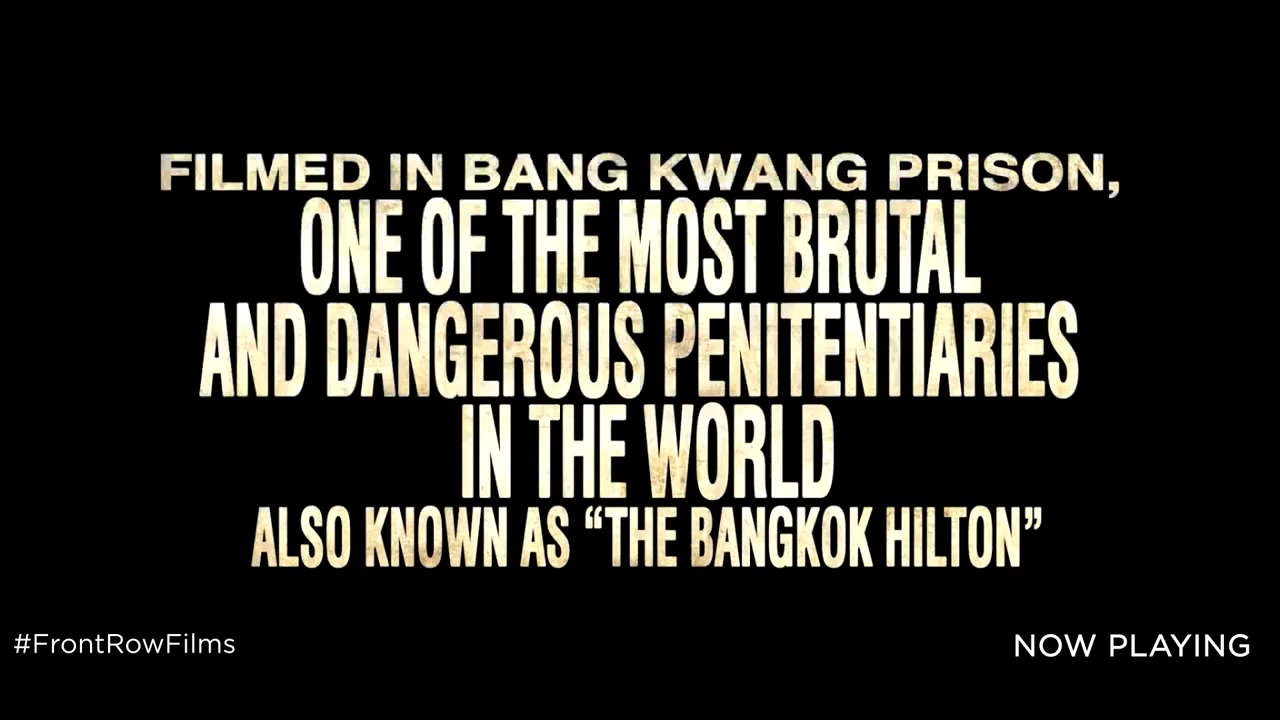 FILMED IN BANG KWANG PRISON,
ONE OF THE MOST BRUTAL
AND DANGEROUS PENITENTIARIES
IN THE WORLD
ALSO KNOWN AS “THE BANGKOK HILTON”
#FrontRowFilms
NOW PLAYING